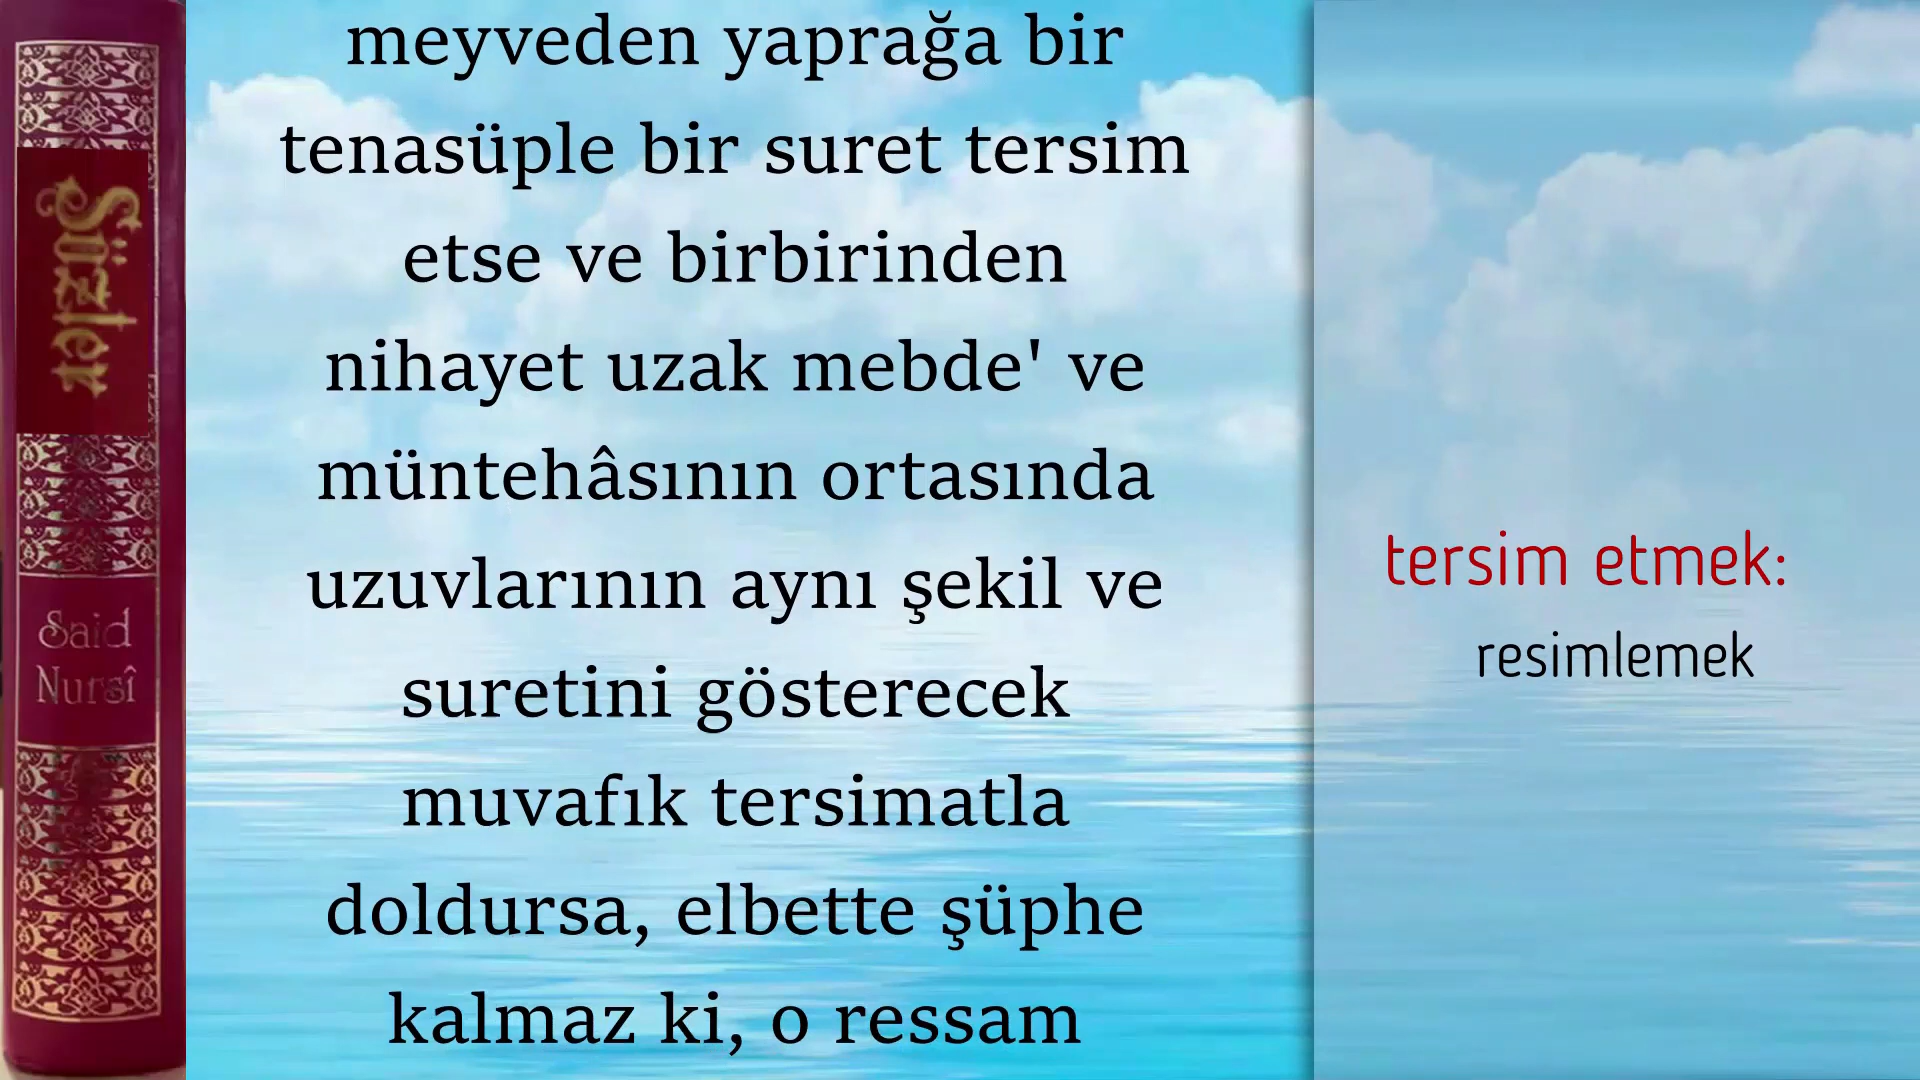 Sözler
Said
Nursî
meyveden yaprağa bir
tenasüple bir suret tersim
etse ve birbirinden
nihayet uzak mebde' ve
müntehâsının ortasında
uzuvlarının aynı şekil ve
suretini gösterecek
muvafık tersimatla
doldursa, elbette şüphe
kalmaz ki, o ressam
tersim etmek:
resimlemek